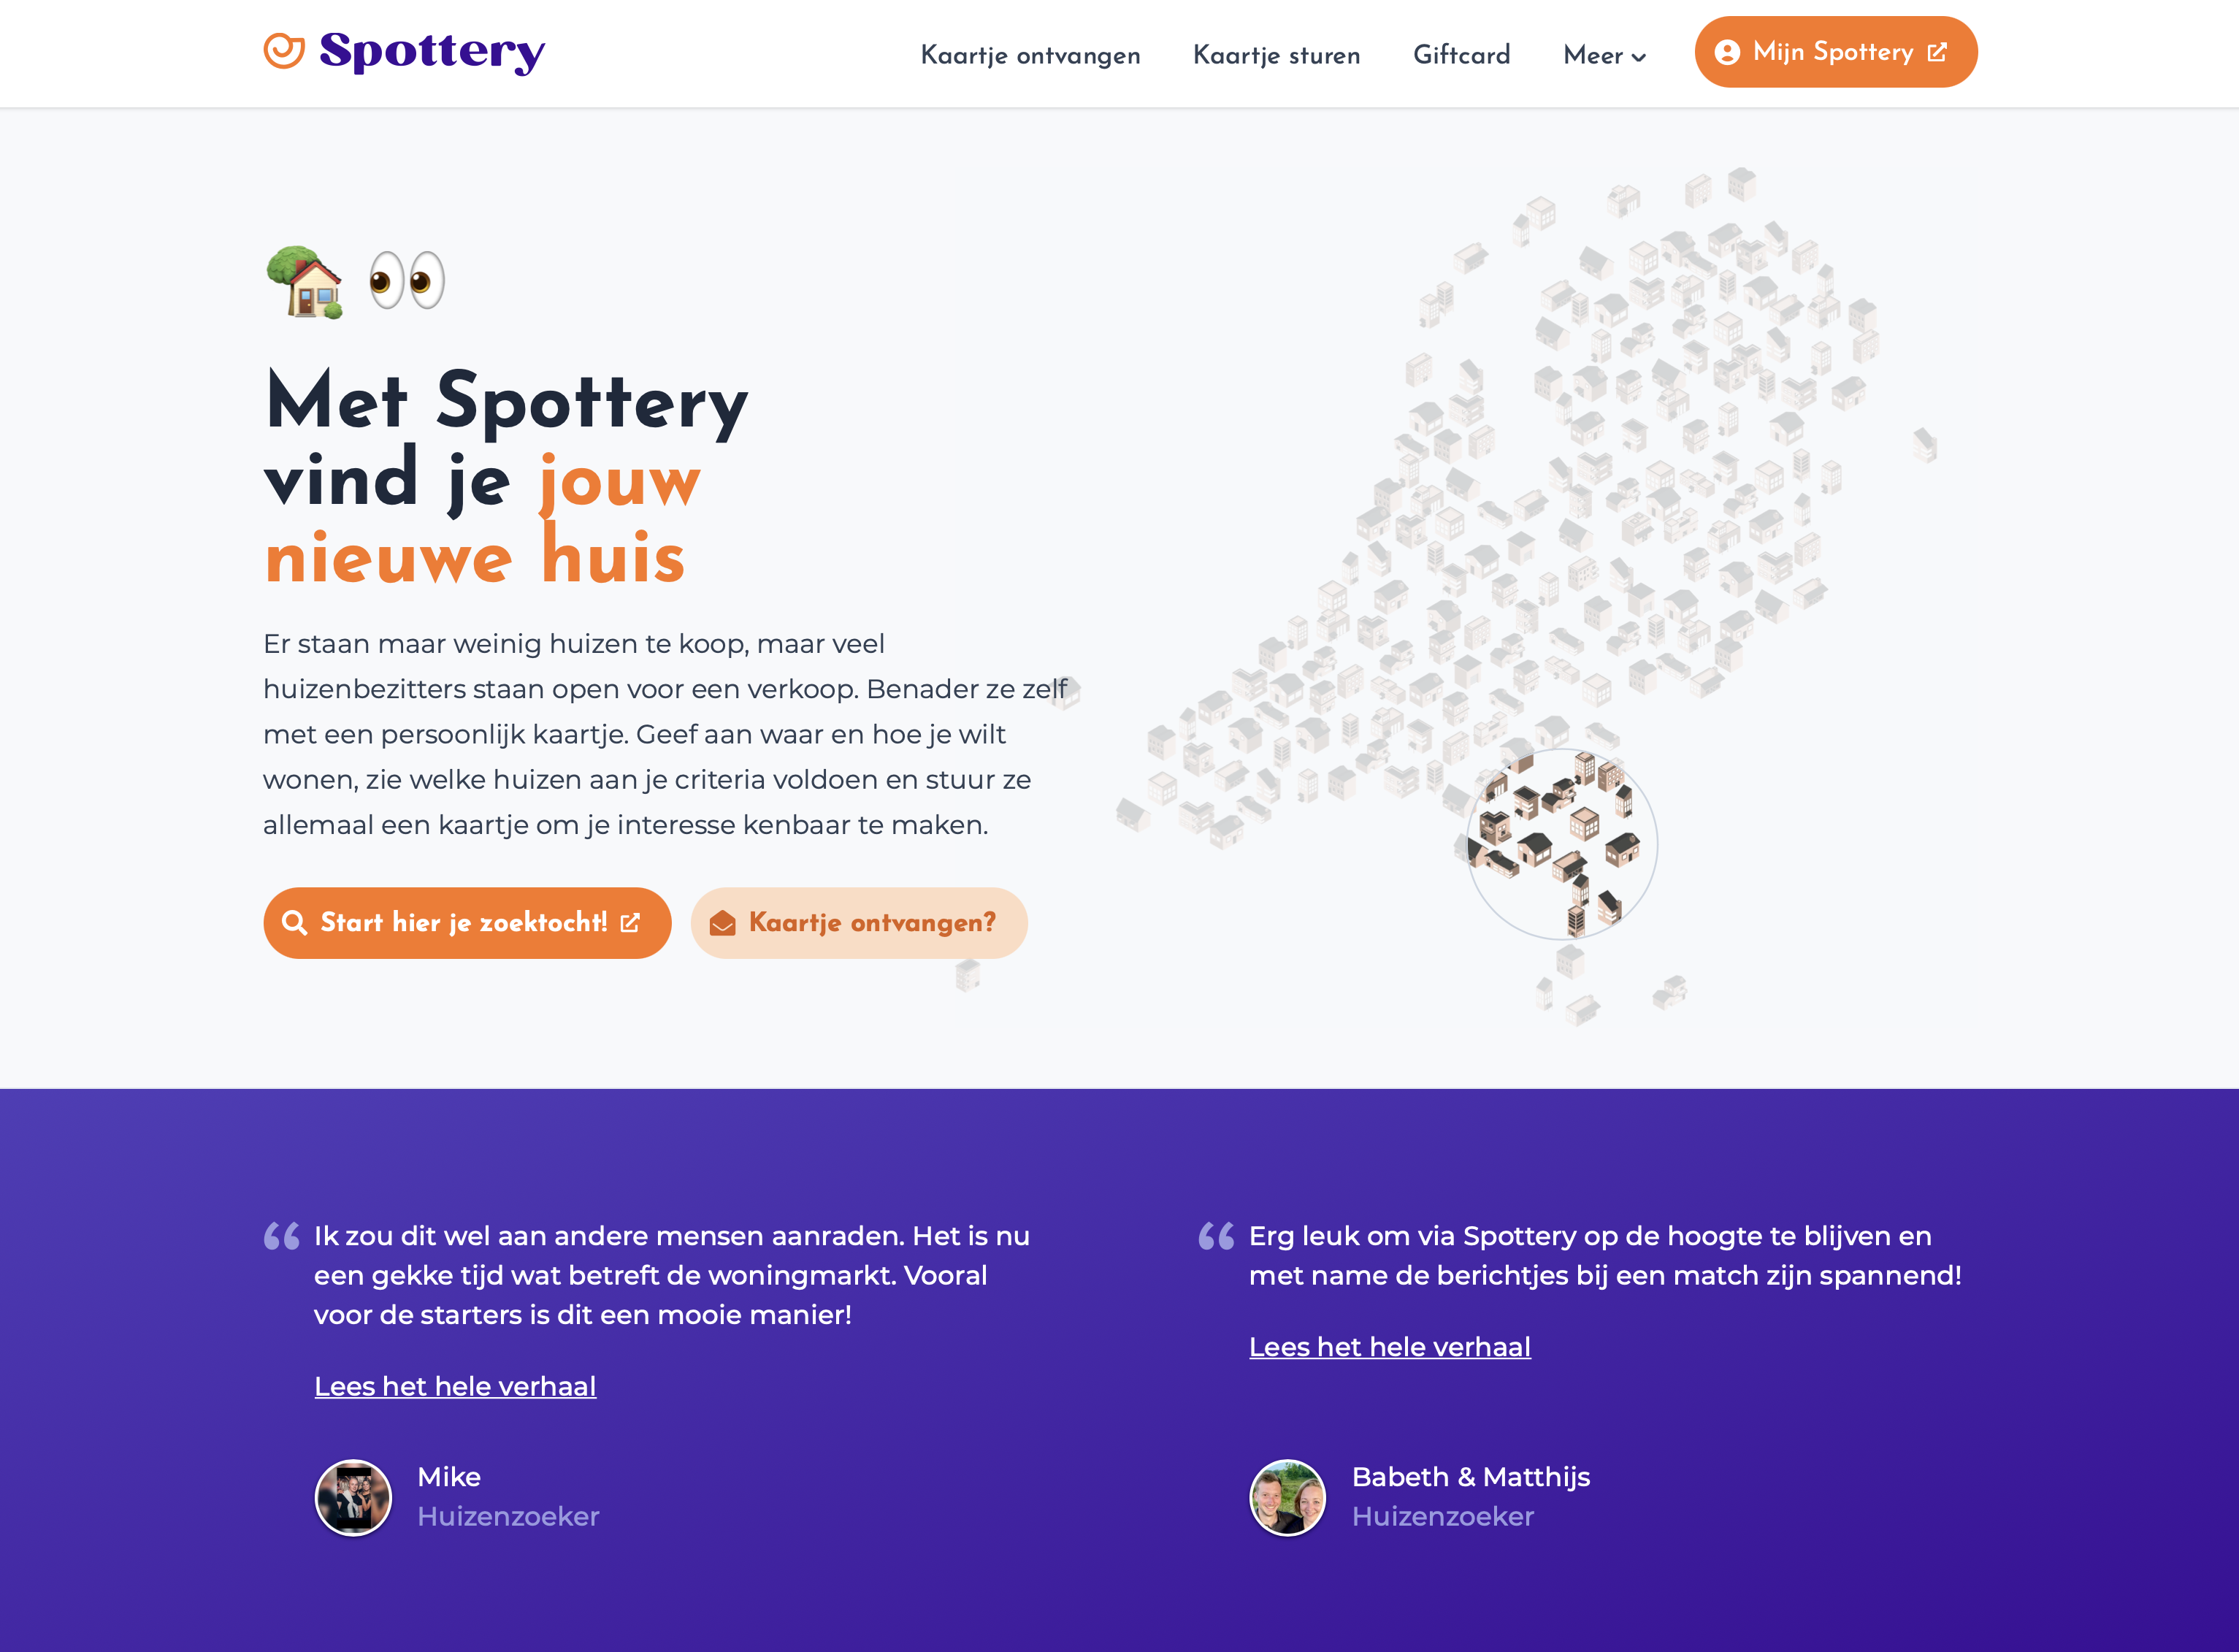 Spottery
Kaartje ontvangen
Kaartje sturen
Giftcard
Meer
Mijn Spottery
Met Spottery
vind je jouw
nieuwe huis
Er staan maar weinig huizen te koop, maar veel
huizenbezitters staan open voor een verkoop. Benader ze zelf
met een persoonlijk kaartje. Geef aan waar en hoe je wilt
wonen, zie welke huizen aan je criteria voldoen en stuur ze
allemaal een kaartje om je interesse kenbaar te maken.
Start hier je zoektocht!
Kaartje ontvangen?
“ Ik zou dit wel aan andere mensen aanraden. Het is nu
een gekke tijd wat betreft de woningmarkt. Vooral
voor de starters is dit een mooie manier!
Lees het hele verhaal
Mike
Huizenzoeker
“ Erg leuk om via Spottery op de hoogte te blijven en
met name de berichtjes bij een match zijn spannend!
Lees het hele verhaal
Babeth & Matthijs
Huizenzoeker